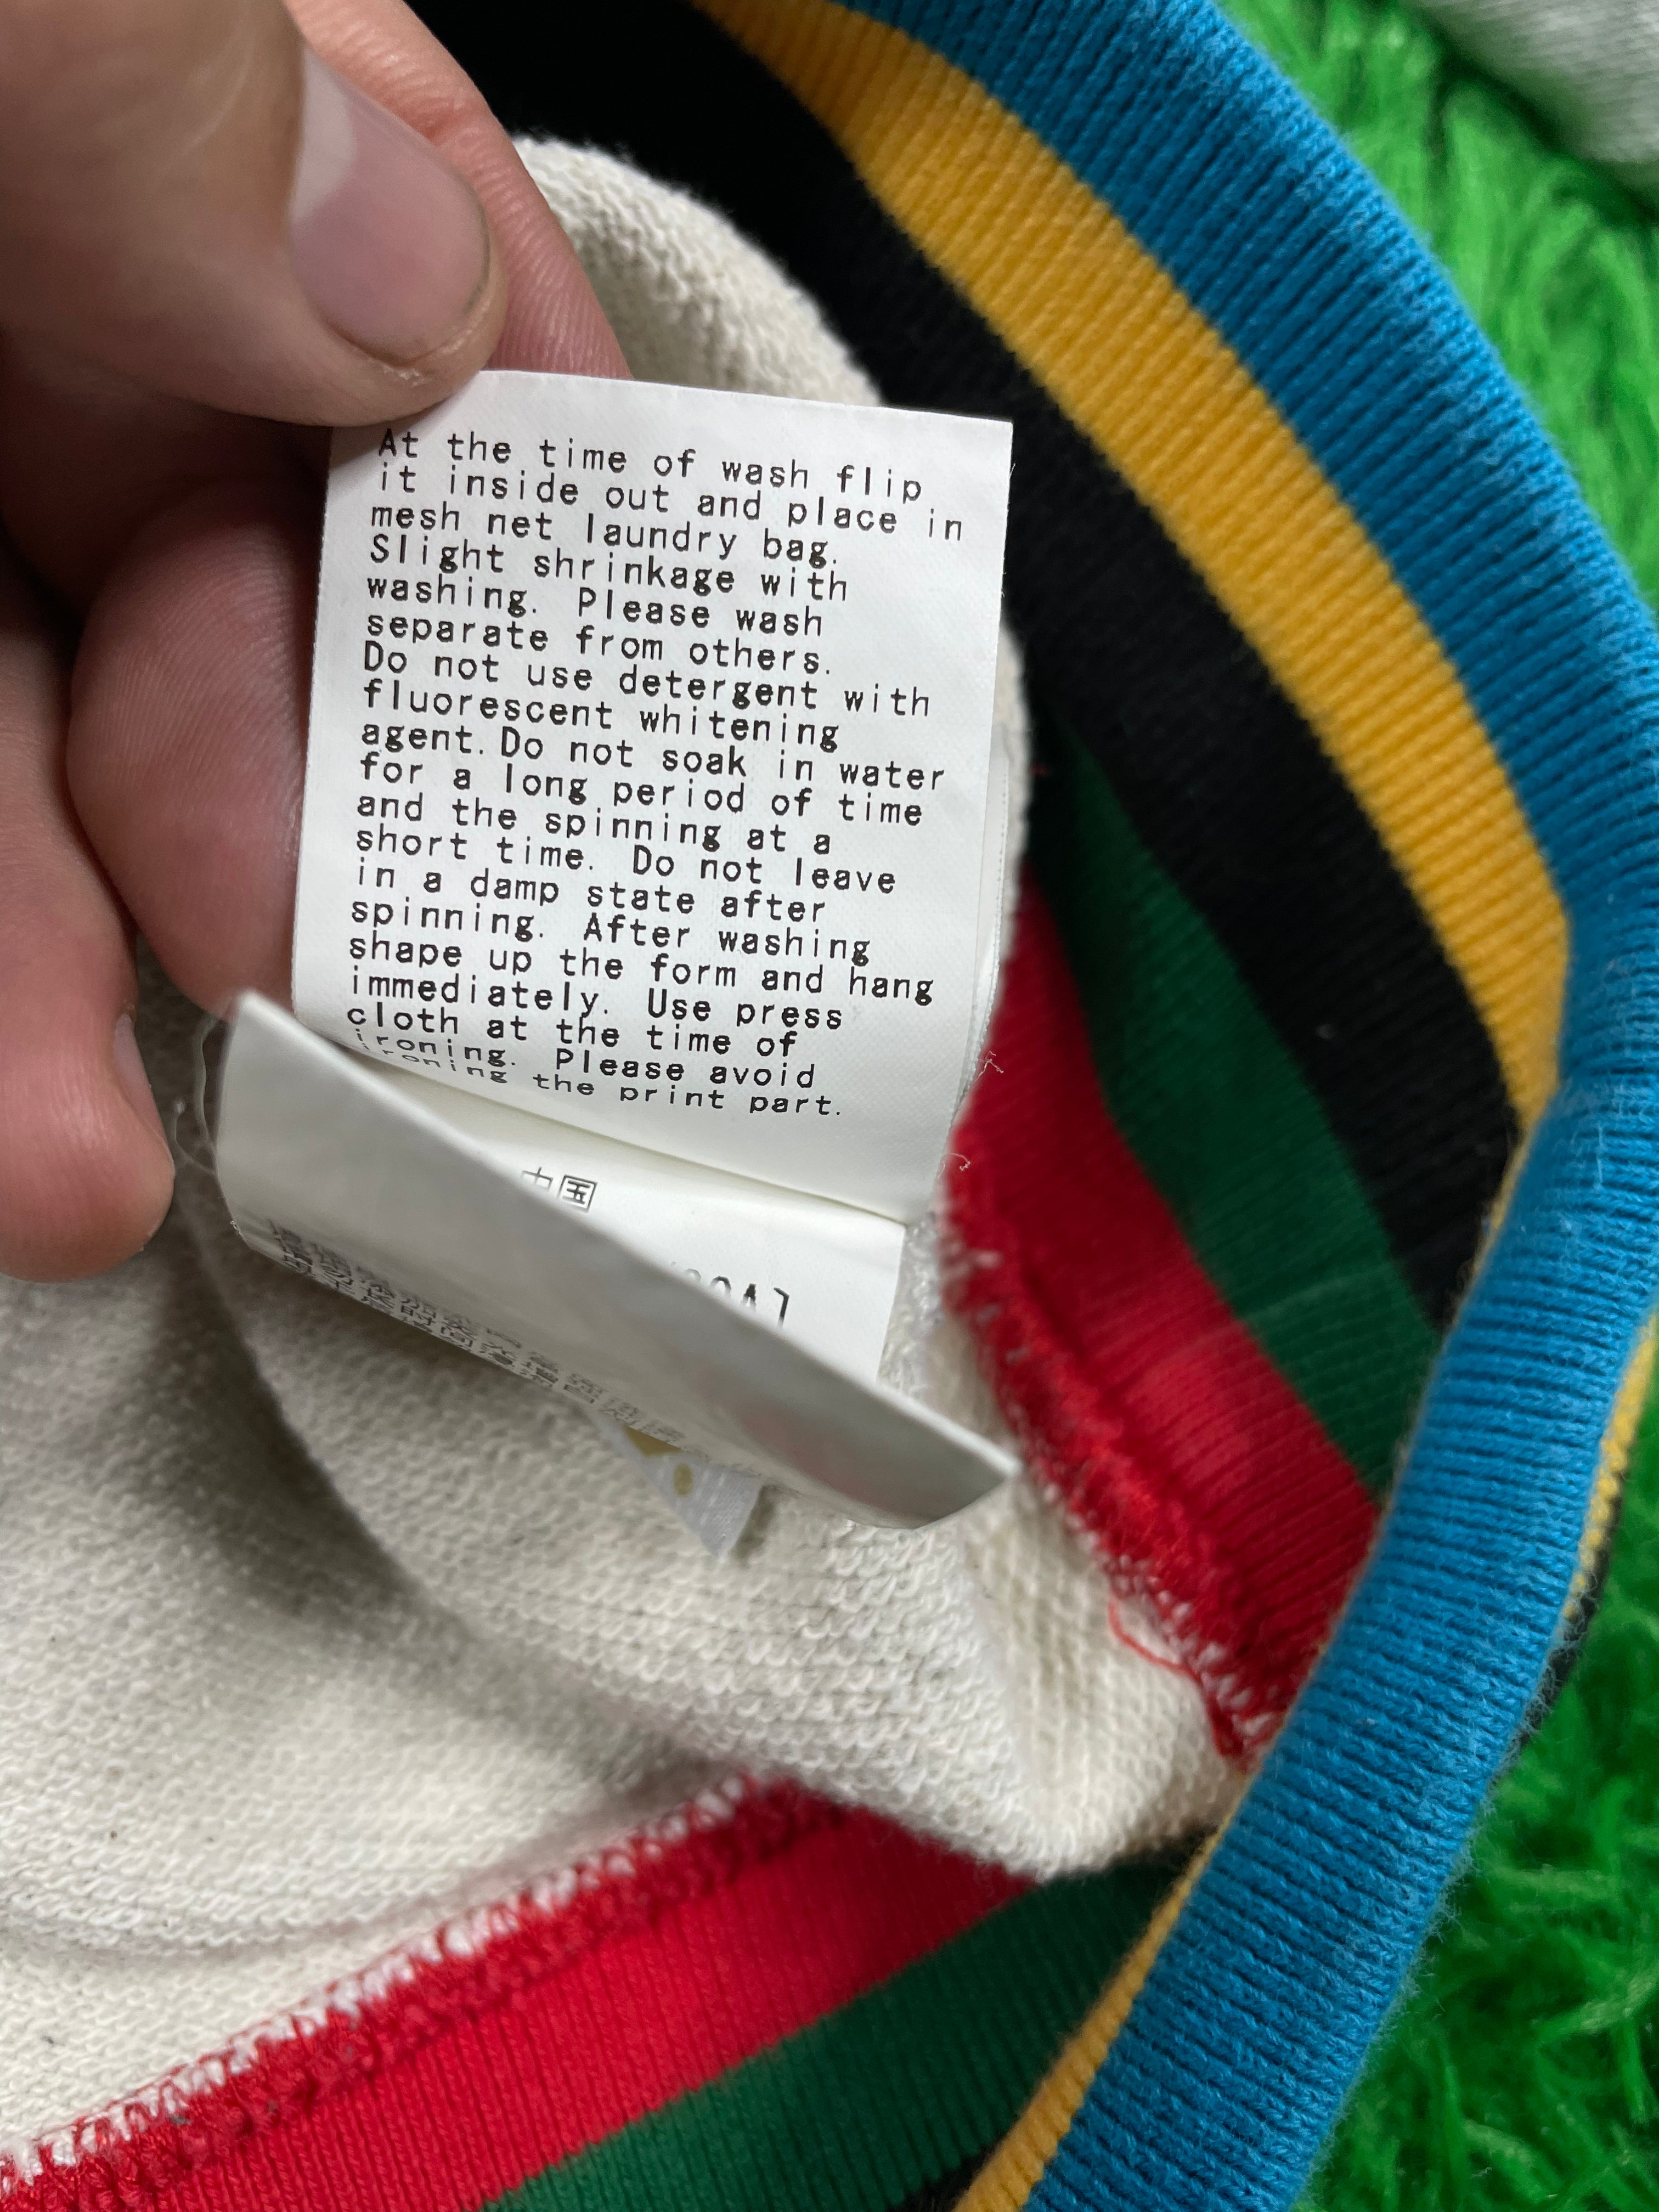 At the time of wash flip
it inside out and place in
mesh net laundry bag.
Slight shrinkage with
washing. Please wash
separate from others.
Do not use detergent with
fluorescent whitening
agent. Do not soak in water
for a long period of time
and the spinning at a
short time. Do not leave
in a damp state after
spinning. After washing
shape up the form and hang
immediately. Use press
cloth at the time of
ironing. Please avoid
ironing the print part.
中国